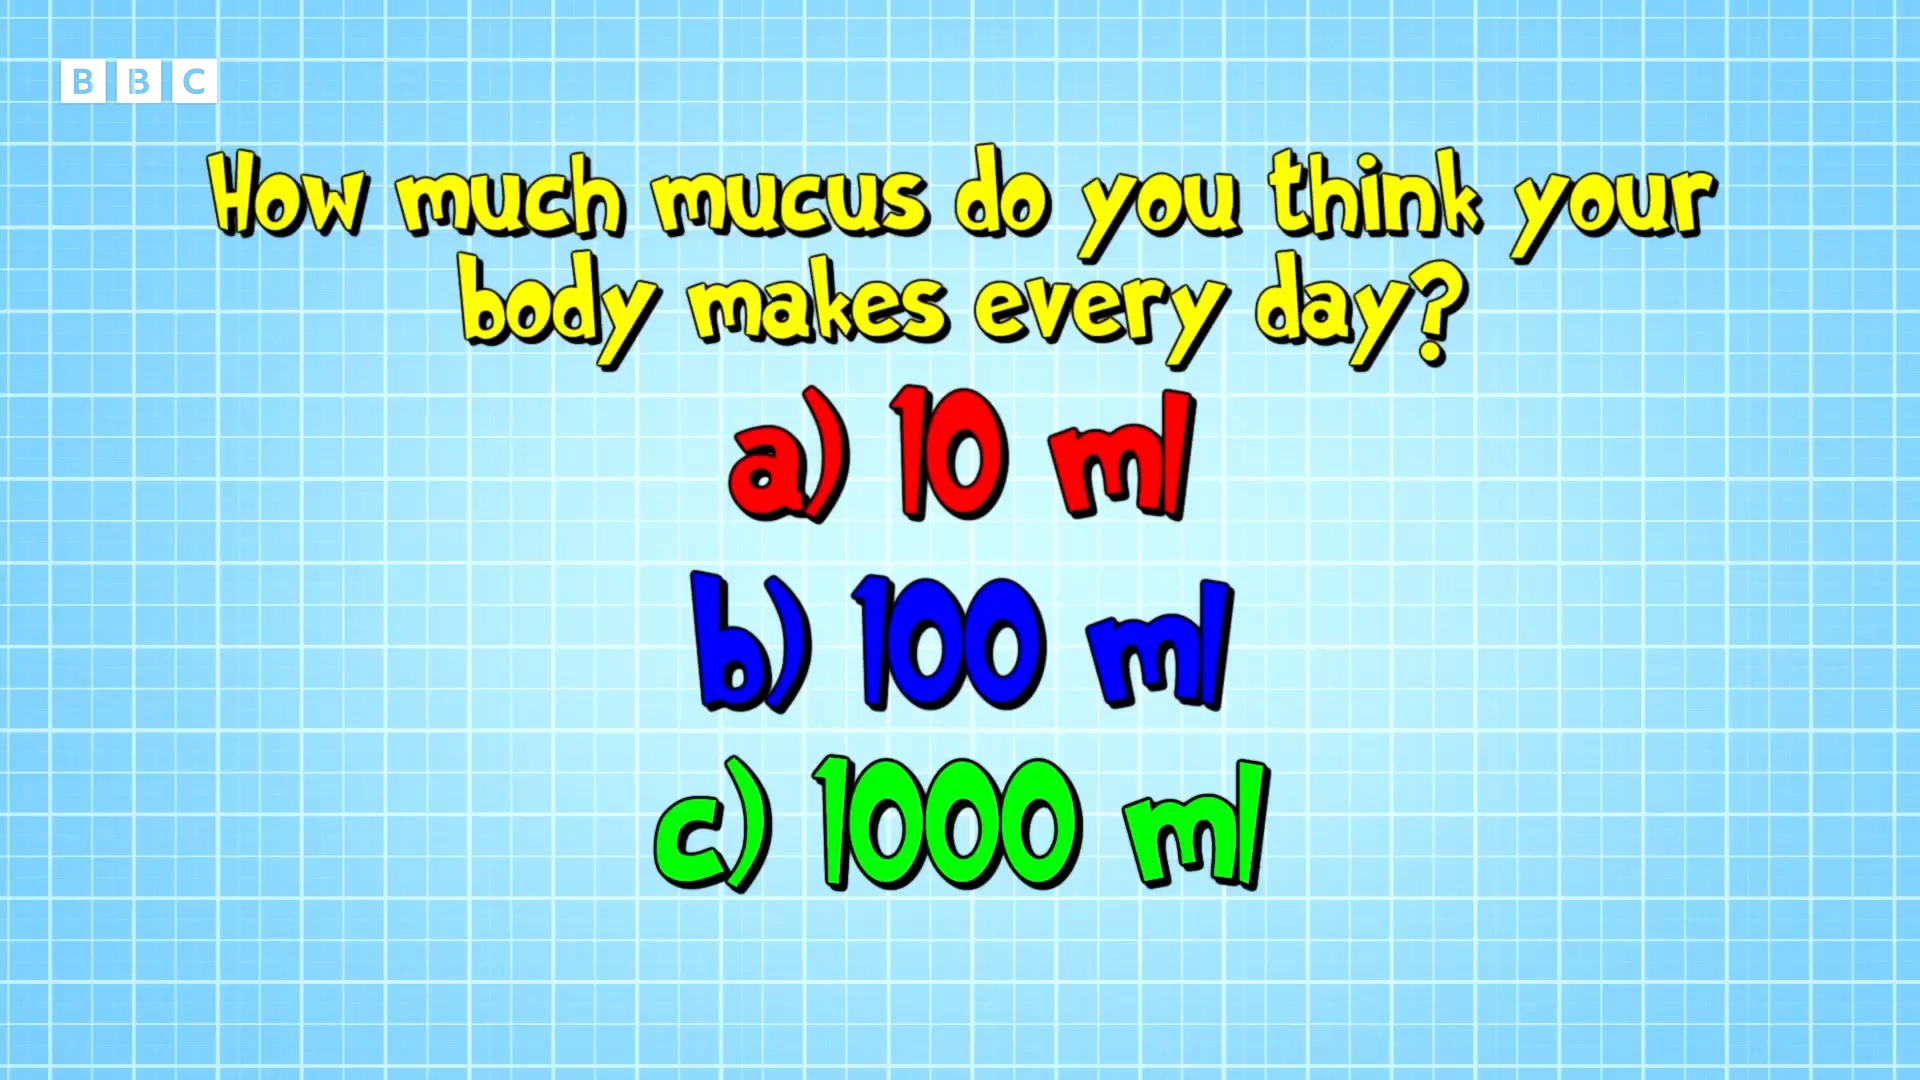 BBC
How much mucus do you think your
body makes every day?
a) 10 ml
b) 100 ml
c) 1000 ml